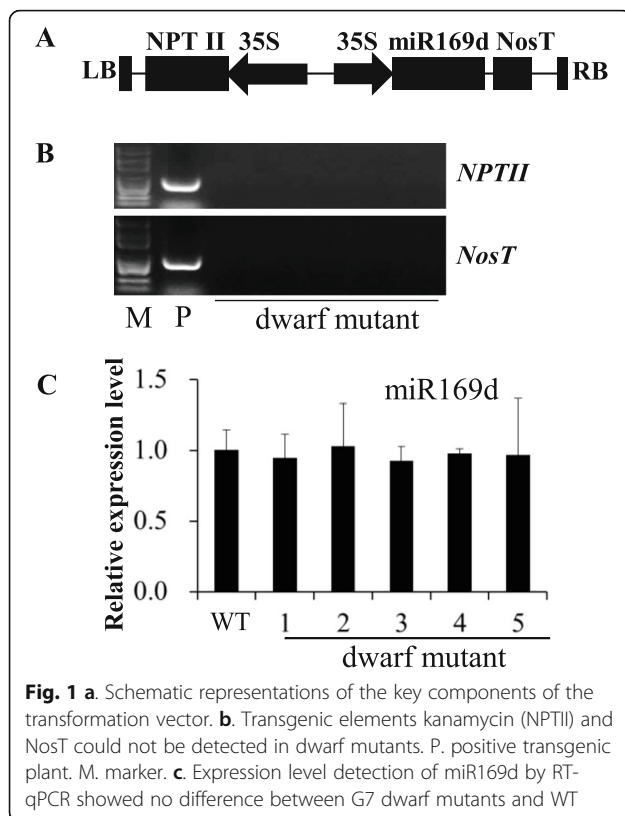 A
NPT II 35S 35S miR169d NosT
LB RB
B
NPTII
NosT
M P dwarf mutant
C
Relative expression level
1.5
1.0
0.5
0.0
miR169d
WT 1 2 3 4 5
dwarf mutant
Fig. 1 a. Schematic representations of the key components of the
transformation vector. b. Transgenic elements kanamycin (NPTII) and
NosT could not be detected in dwarf mutants. P. positive transgenic
plant. M. marker. c. Expression level detection of miR169d by RT-
qPCR showed no difference between G7 dwarf mutants and WT